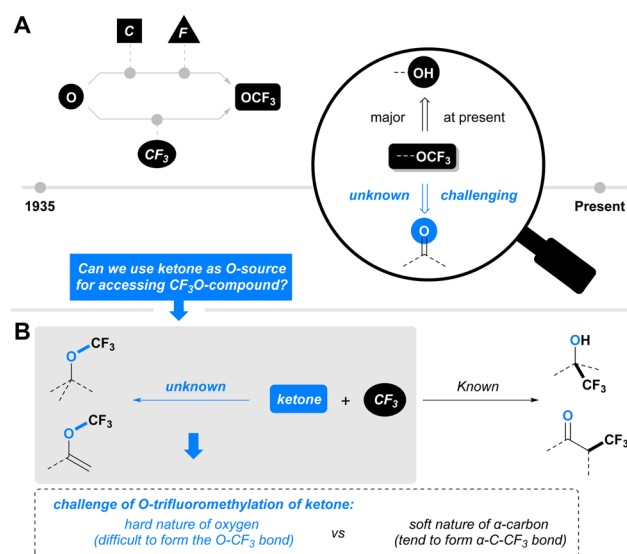 A
C
F
O
OCF3
CF3
OH
major
at present
---OCF3
unknown
challenging
O
1935
Present
Can we use ketone as O-source
for accessing CF3O-compound?
B
CF3
O
unknown
ketone
+
CF3
Known
OH
CF3
O
CF3
O
CF3
challenge of O-trifluoromethylation of ketone:
hard nature of oxygen
(difficult to form the O-CF3 bond)
vs
soft nature of α-carbon
(tend to form α-C-CF3 bond)